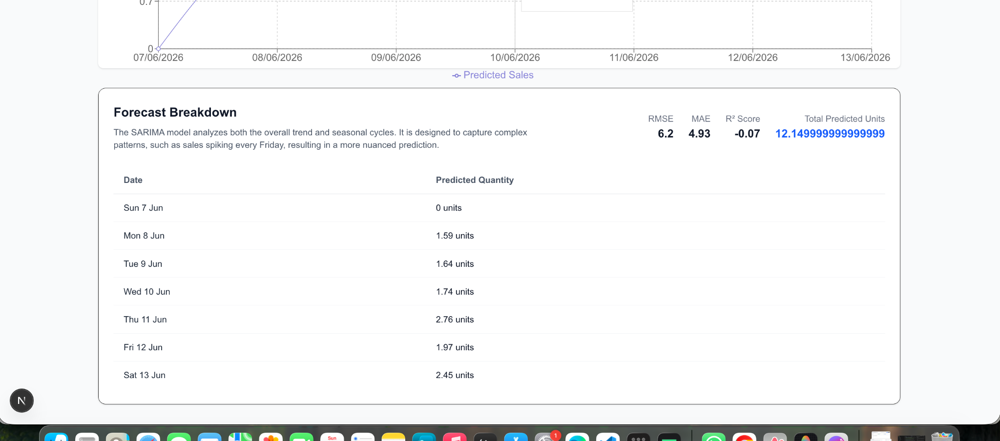 0.7
0
07/06/2026 08/06/2026 09/06/2026 10/06/2026 11/06/2026 12/06/2026 13/06/2026
Predicted Sales
Forecast Breakdown
The SARIMA model analyzes both the overall trend and seasonal cycles. It is designed to capture complex
patterns, such as sales spiking every Friday, resulting in a more nuanced prediction.
RMSE MAE R² Score Total Predicted Units
6.2 4.93 -0.07 12.149999999999999
Date Predicted Quantity
Sun 7 Jun 0 units
Mon 8 Jun 1.59 units
Tue 9 Jun 1.64 units
Wed 10 Jun 1.74 units
Thu 11 Jun 2.76 units
Fri 12 Jun 1.97 units
Sat 13 Jun 2.45 units
N
Sun
1